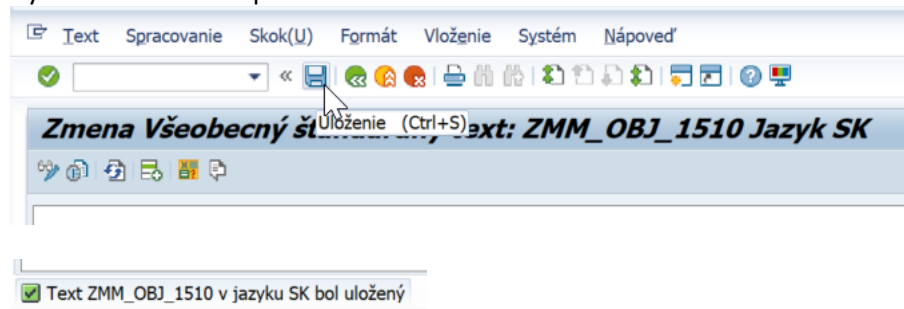 Text Spracovanie Skok(U) Formát Vloženie Systém Nápoveď
Zmena Všeobecný štandardný text: ZMM_OBJ_1510 Jazyk SK
Uloženie (Ctrl+S)
Text ZMM_OBJ_1510 v jazyku SK bol uložený